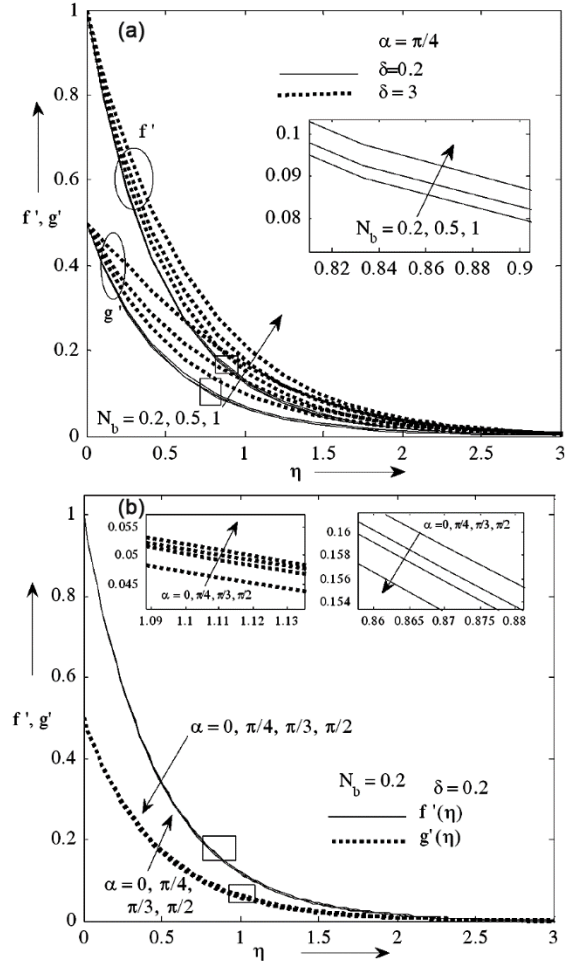 (a)
1
α = π/4
δ=0.2
δ = 3
0.8
f '
0.1
0.09
0.08
N_b = 0.2, 0.5, 1
0.82 0.84 0.86 0.88 0.9
0.6
f ', g'
0.4
g'
0.2
N_b = 0.2, 0.5, 1
0
0 0.5 1 1.5 2 2.5 3
η
(b)
1
0.055
0.05
0.045
α =0, π/4, π/3, π/2
1.09 1.1 1.11 1.12 1.13
α =0, π/4, π/3, π/2
0.16
0.158
0.156
0.154
0.86 0.865 0.87 0.875 0.88
0.8
0.6
f ', g'
α = 0, π/4, π/3, π/2
0.4
N_b = 0.2 δ = 0.2
f '(η)
g'(η)
0.2
α = 0, π/4,
π/3, π/2
0
0 0.5 1 1.5 2 2.5 3
η